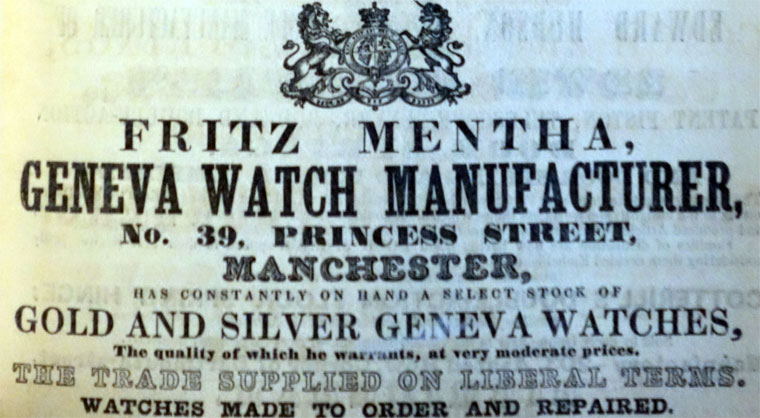 FRITZ MENTHA,
GENEVA WATCH MANUFACTURER,
No. 39, PRINCESS STREET,
MANCHESTER,
HAS CONSTANTLY ON HAND A SELECT STOCK OF
GOLD AND SILVER GENEVA WATCHES,
The quality of which he warrants, at very moderate prices.
THE TRADE SUPPLIED ON LIBERAL TERMS.
WATCHES MADE TO ORDER AND REPAIRED.